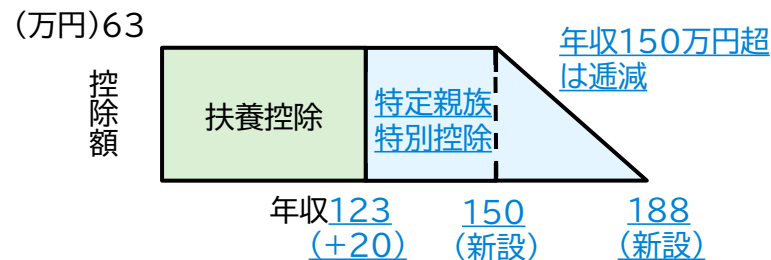 (万円)63
控除額
扶養控除
特定親族
特別控除
年収150万円超
は逓減
年収123
(+20)
150
(新設)
188
(新設)